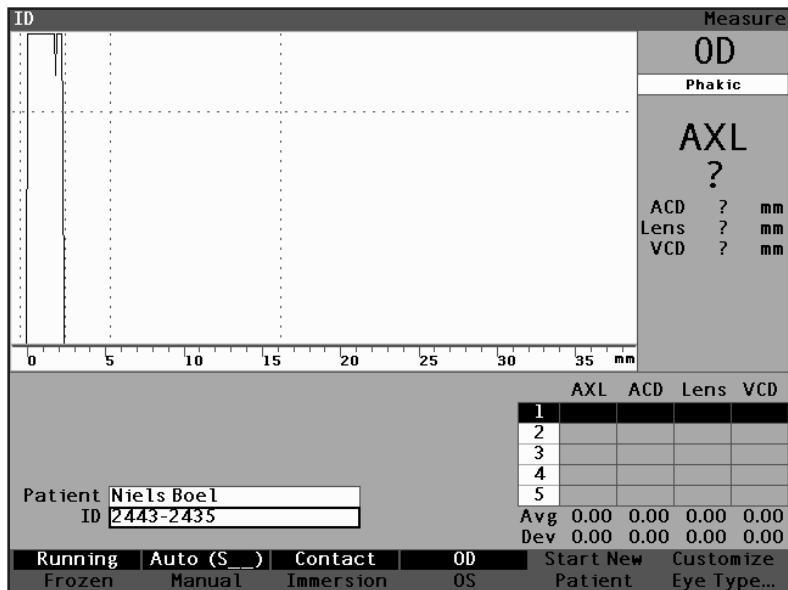 ID Measure
OD
Phakic
AXL
?
ACD ? mm
Lens ? mm
VCD ? mm
0 5 10 15 20 25 30 35 mm
AXL ACD Lens VCD
1
2
3
4
5
Patient Niels Boel
ID 2443-2435
Avg 0.00 0.00 0.00 0.00
Dev 0.00 0.00 0.00 0.00
Running Auto (S__) Contact OD Start New Customize
Frozen Manual Immersion OS Patient Eye Type...